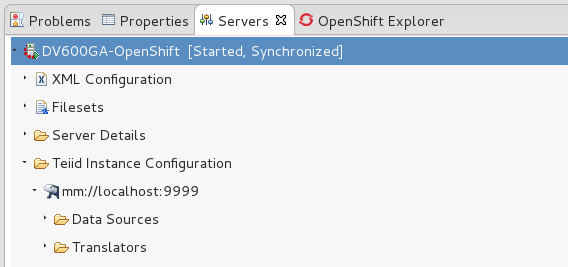 Problems Properties Servers OpenShift Explorer
DV600GA-OpenShift [Started, Synchronized]
XML Configuration
Filesets
Server Details
Teiid Instance Configuration
mm://localhost:9999
Data Sources
Translators